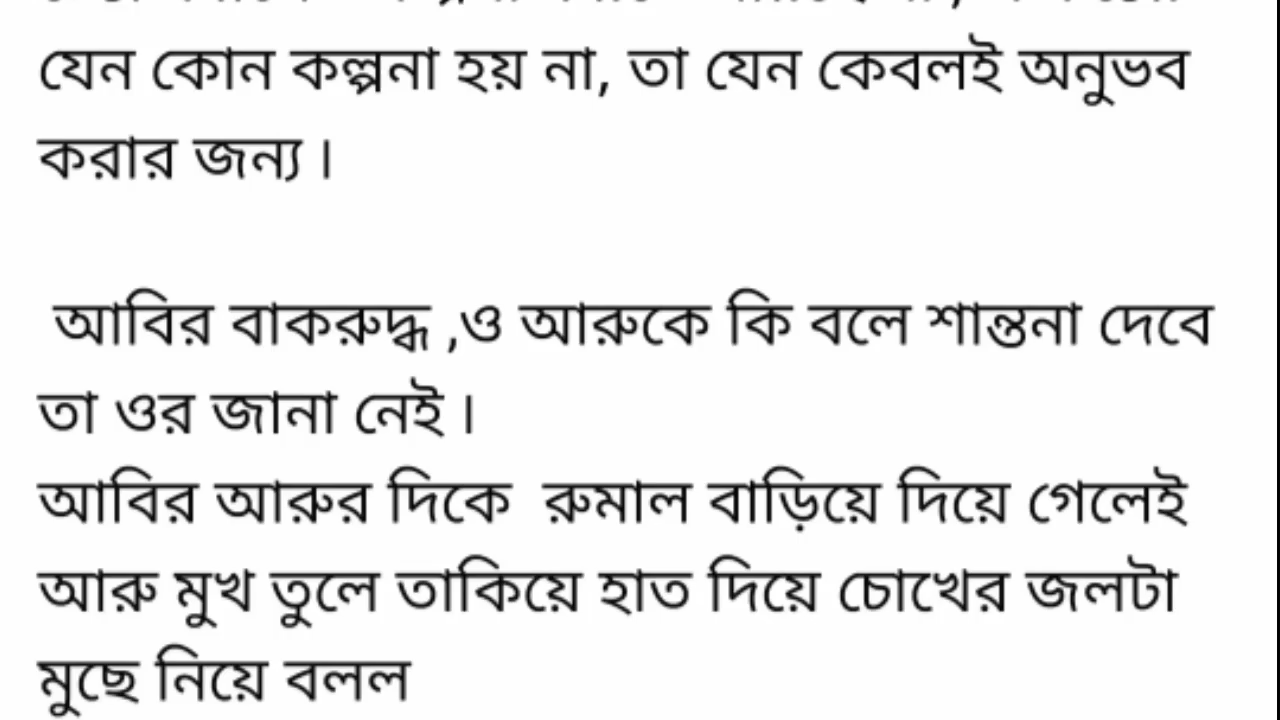 যেন কোন কল্পনা হয় না, তা যেন কেবলই অনুভব
করার জন্য ।
আবির বাকরুদ্ধ ,ও আরুকে কি বলে শান্তনা দেবে
তা ওর জানা নেই ।
আবির আরুর দিকে রুমাল বাড়িয়ে দিয়ে গেলেই
আরু মুখ তুলে তাকিয়ে হাত দিয়ে চোখের জলটা
মুছে নিয়ে বলল